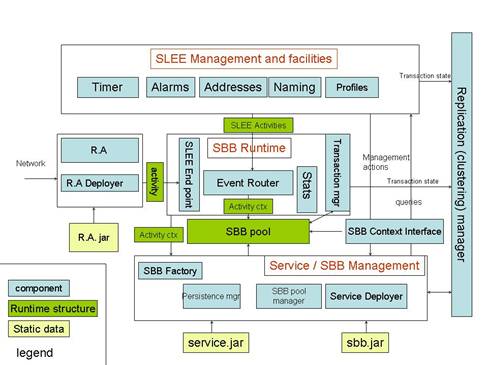 SLEE Management and facilities
Timer
Alarms
Addresses
Naming
Profiles
Transaction state
Replication (clustering) manager
SLEE Activities
SBB Runtime
R.A
R.A Deployer
Network
activity
SLEE End point
Event Router
Stats
Transaction mgr
Management actions
Transaction state
Activity ctx
queries
R.A. jar
Activity ctx
SBB pool
SBB Context Interface
Service / SBB Management
SBB Factory
Persistence mgr
SBB pool
manager
Service Deployer
component
Runtime structure
Static data
legend
service.jar
sbb.jar